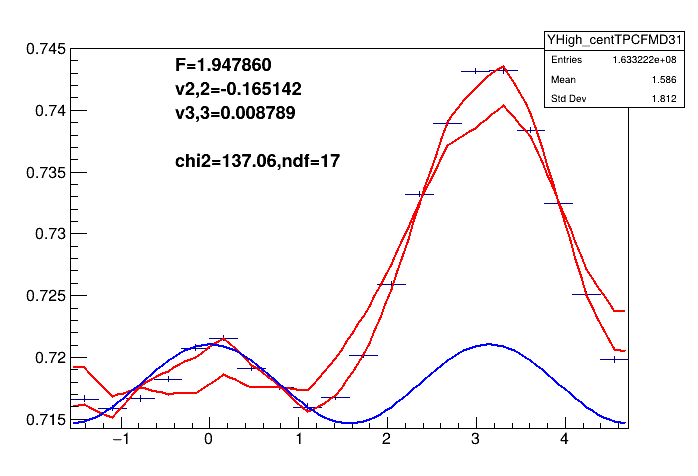 YHigh_centTPCFMD31
Entries 1.633222e+08
Mean 1.586
Std Dev 1.812
F=1.947860
v2,2=-0.165142
v3,3=0.008789
chi2=137.06,ndf=17
0.745
0.74
0.735
0.73
0.725
0.72
0.715
−1 0 1 2 3 4